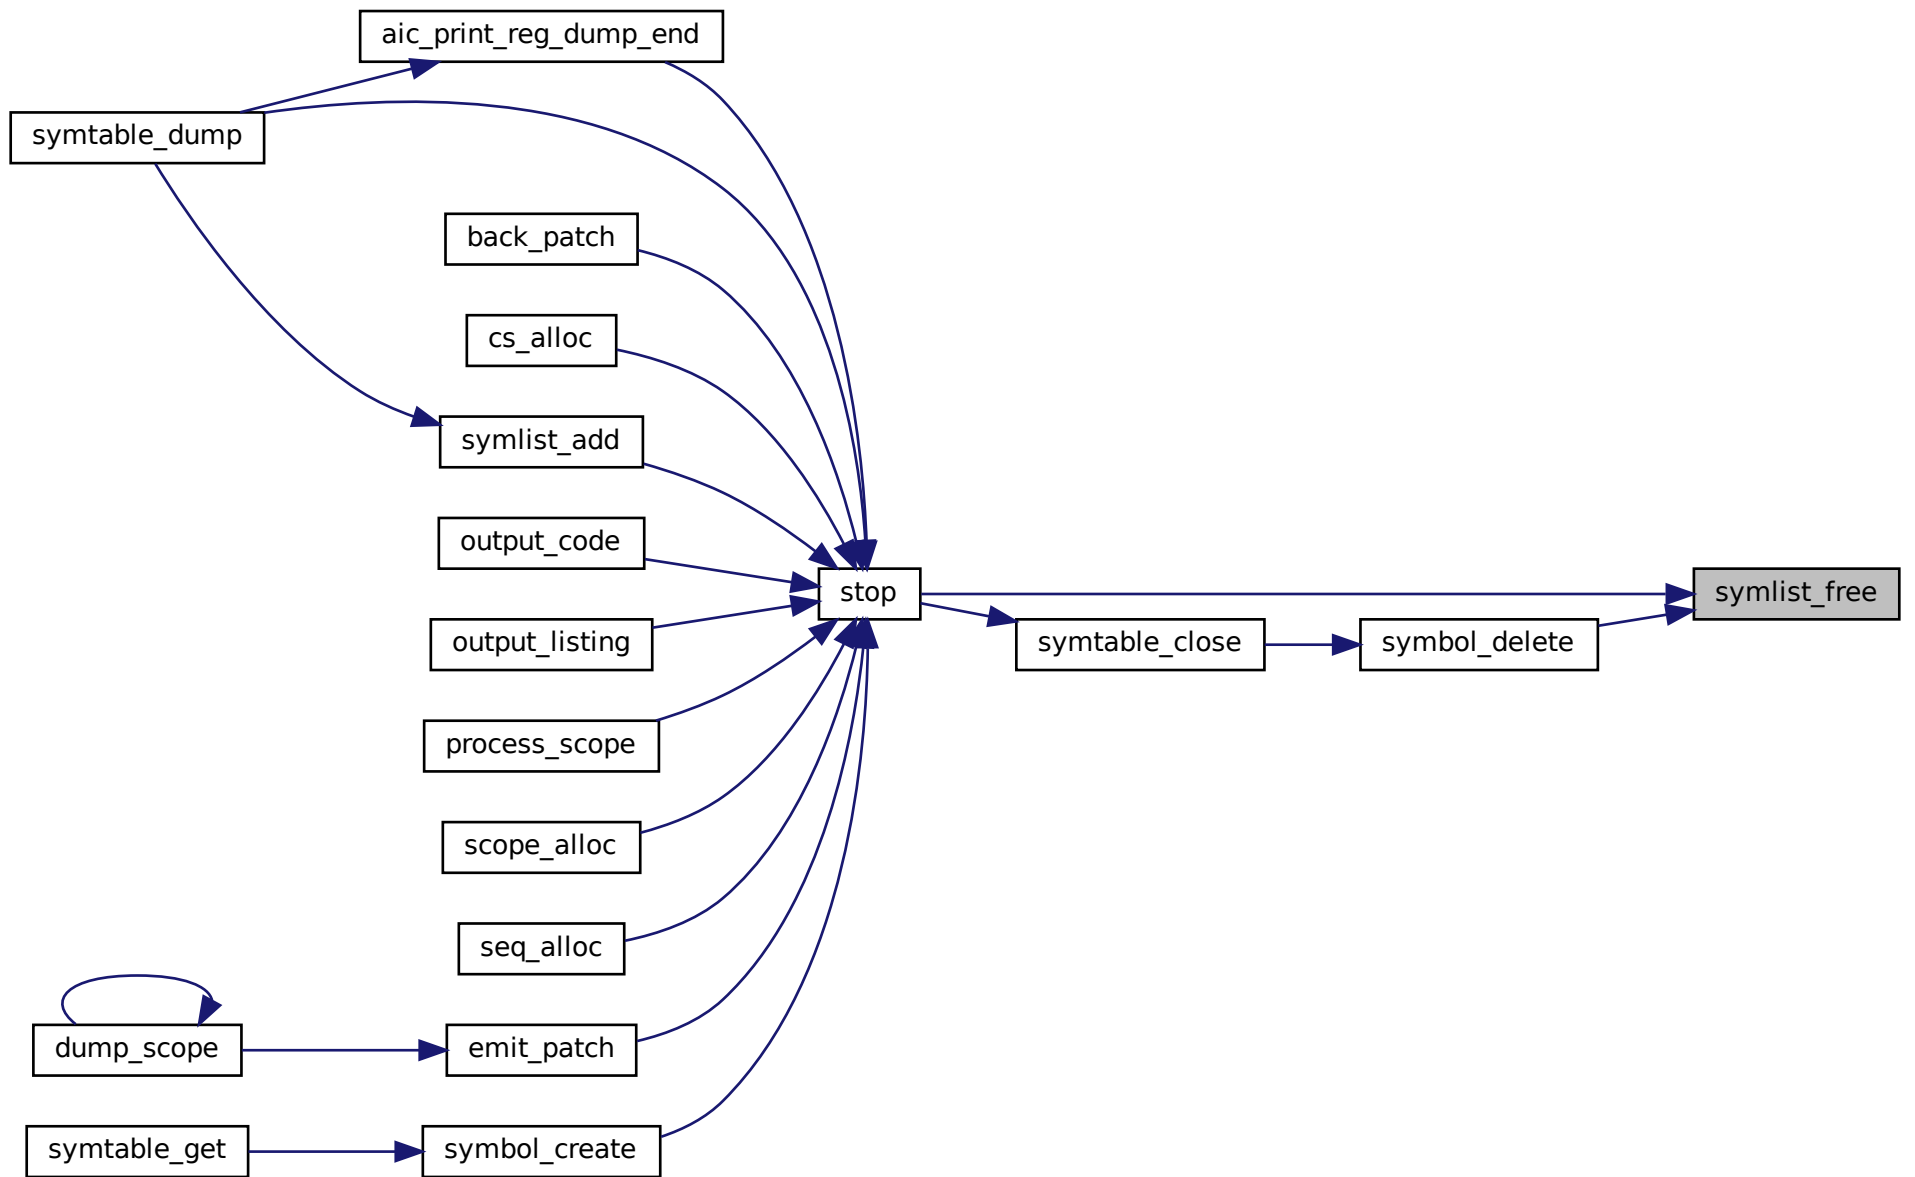 aic_print_reg_dump_end
symtable_dump
back_patch
cs_alloc
symlist_add
output_code
stop
symlist_free
output_listing
symtable_close
symbol_delete
process_scope
scope_alloc
seq_alloc
dump_scope
emit_patch
symtable_get
symbol_create